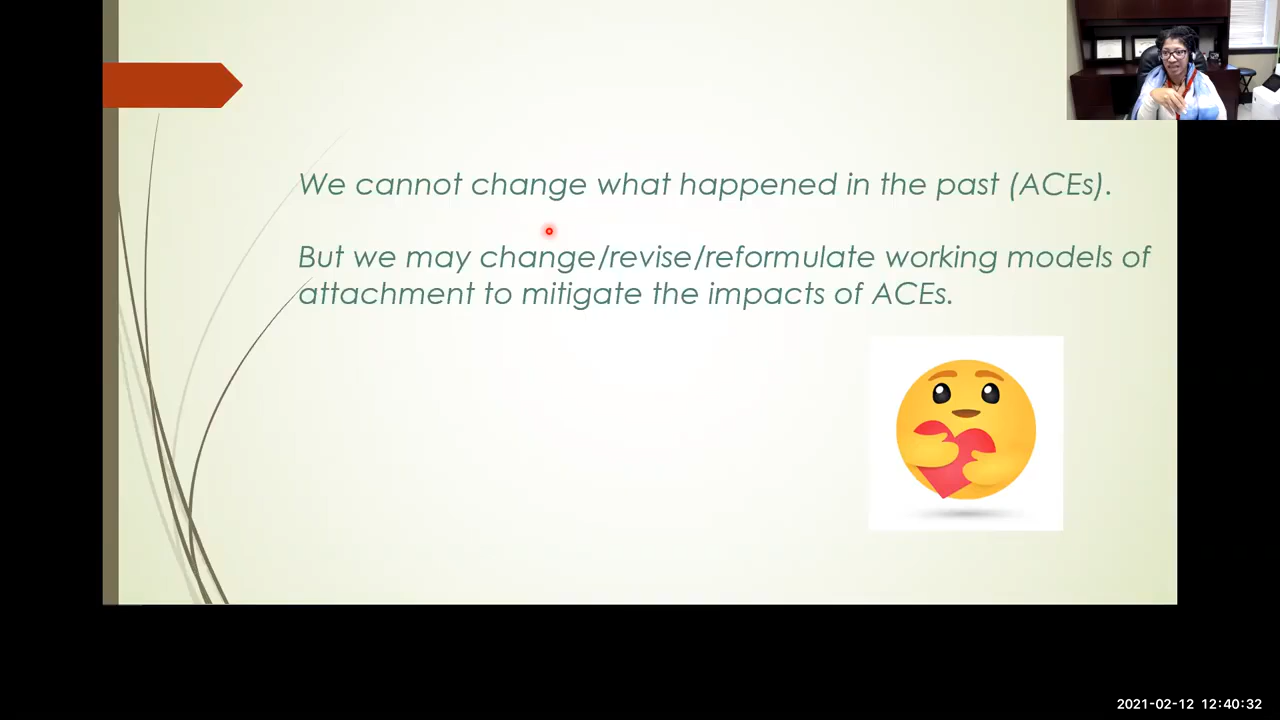 We cannot change what happened in the past (ACEs).
But we may change/revise/reformulate working models of
attachment to mitigate the impacts of ACEs.
2021-02-12 12:40:32